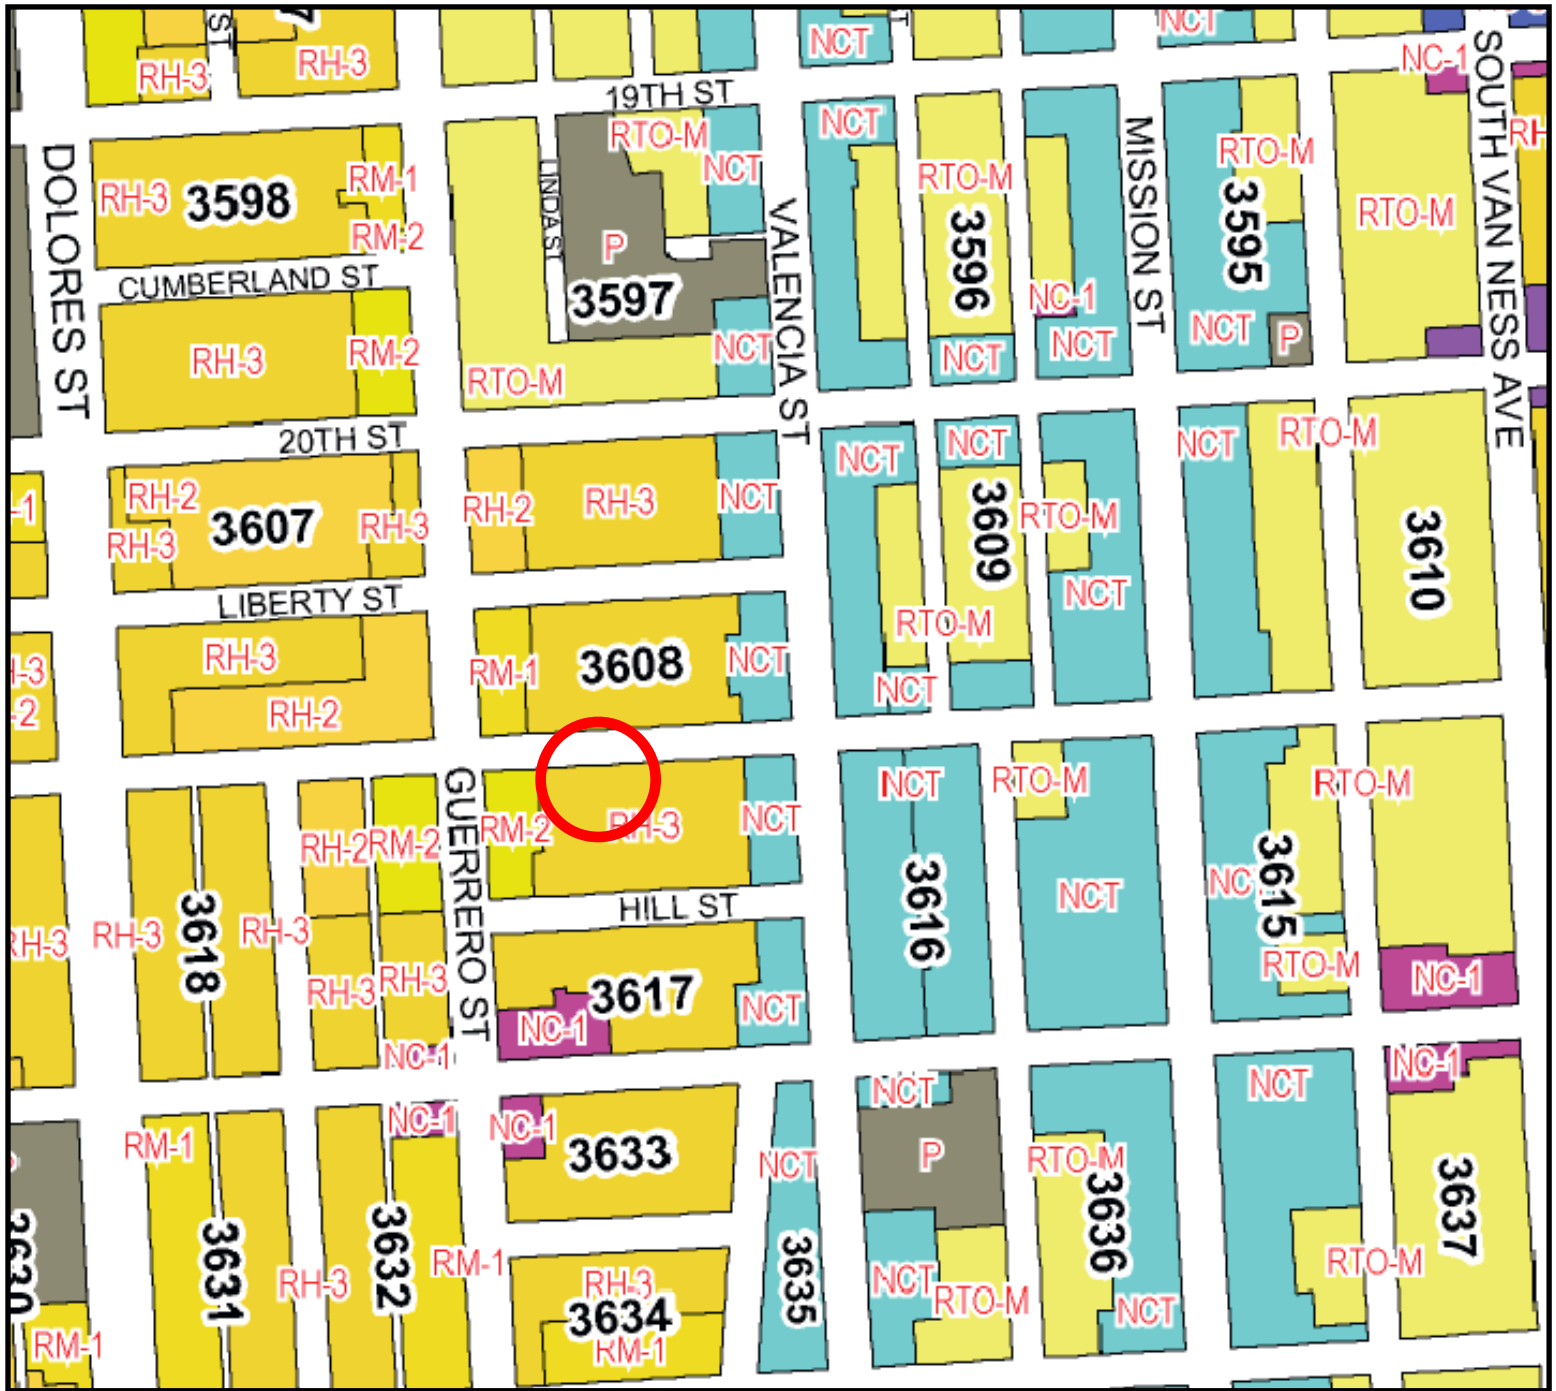 NCT
NC-1
RH-3
RH-3
NCT
19TH ST
SOUTH VAN NESS AVE
DOLORES ST
RH-3
3598
RM-1
RM-2
RTO-M
NCT
LINDA ST
P
3597
NCT
RTO-M
VALENCIA ST
NCT
RTO-M
3596
NCT
NC-1
NCT
MISSION ST
RTO-M
3595
NCT
P
RTO-M
CUMBERLAND ST
RH-3
RM-2
20TH ST
RH-2
RH-3
3607
RH-3
RH-2
RH-3
NCT
NCT
NCT
3609
RTO-M
NCT
RTO-M
NCT
NCT
RTO-M
3610
LIBERTY ST
RH-3
RH-2
RM-1
3608
NCT
GUERRERO ST
RM-2
RH-3
NCT
NCT
3616
RTO-M
NCT
RTO-M
3615
RTO-M
NC-1
RH-3
3618
RH-3
RH-2
RM-2
RH-3
RH-3
NC-1
HILL ST
3617
NC-1
NCT
NC-1
NC-1
3633
NCT
3635
NCT
P
NCT
RTO-M
RTO-M
3636
NCT
NCT
RTO-M
NC-1
3637
RM-1
3631
RH-3
3632
RM-1
RH-3
3634
RM-1
RM-1